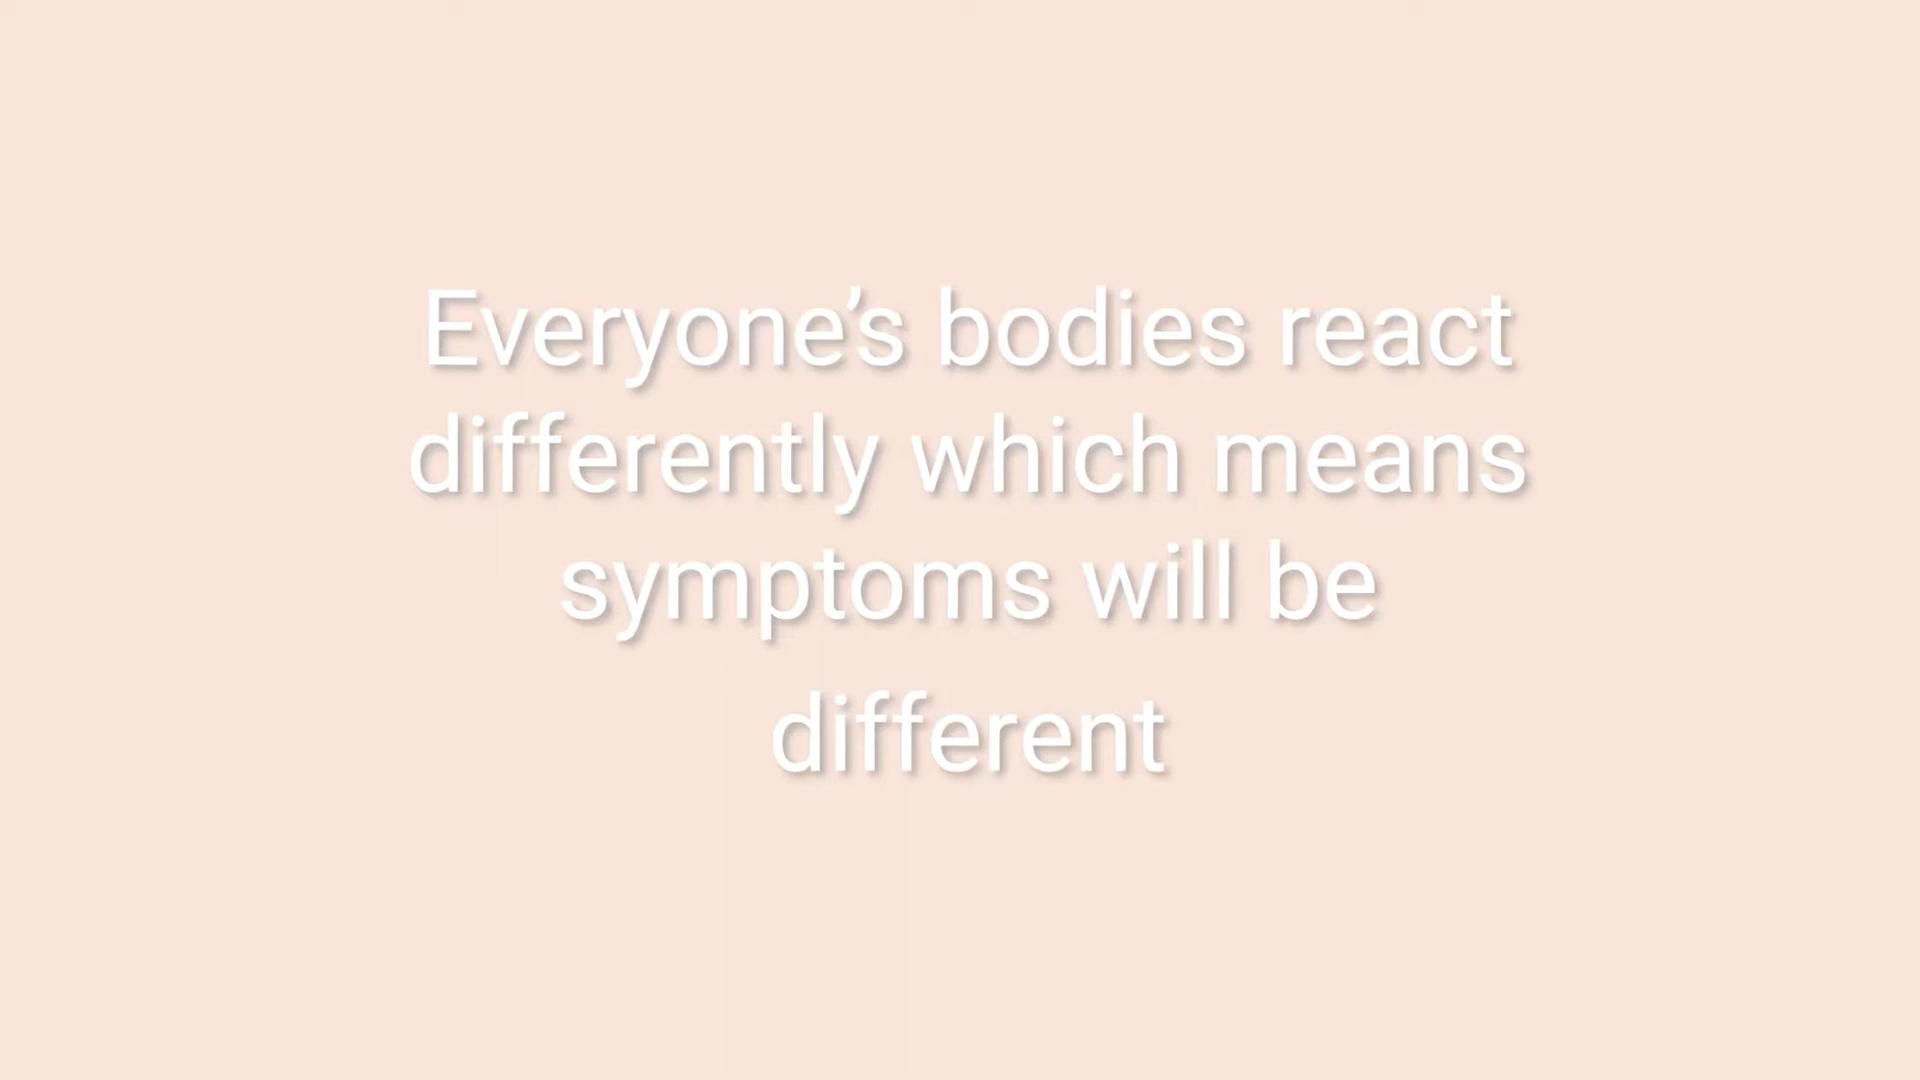 Everyone’s bodies react
differently which means
symptoms will be
different